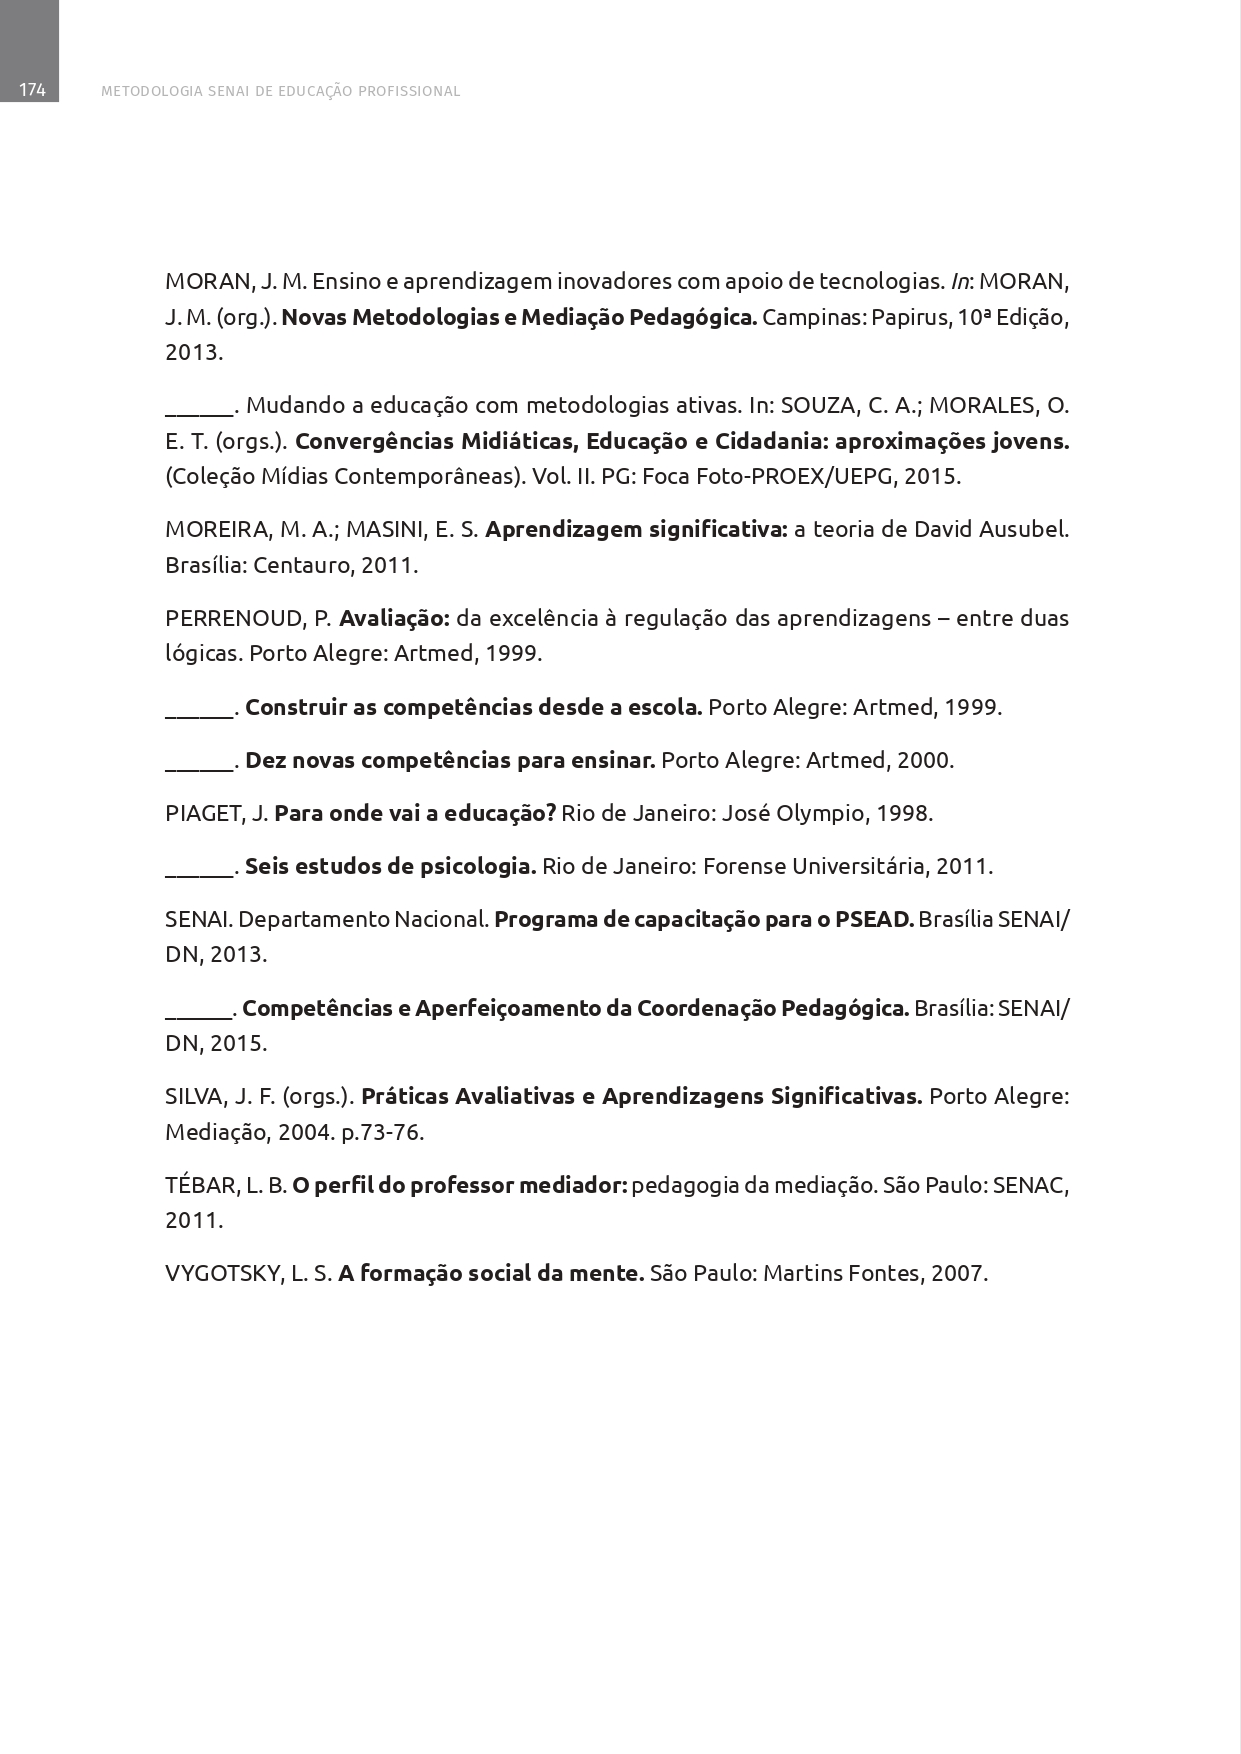 174
METODOLOGIA SENAI DE EDUCAÇÃO PROFISSIONAL
MORAN, J. M. Ensino e aprendizagem inovadores com apoio de tecnologias. In: MORAN,
J. M. (org.). Novas Metodologias e Mediação Pedagógica. Campinas: Papirus, 10ª Edição,
2013.
______. Mudando a educação com metodologias ativas. In: SOUZA, C. A.; MORALES, O.
E. T. (orgs.). Convergências Midiáticas, Educação e Cidadania: aproximações jovens.
(Coleção Mídias Contemporâneas). Vol. II. PG: Foca Foto-PROEX/UEPG, 2015.
MOREIRA, M. A.; MASINI, E. S. Aprendizagem significativa: a teoria de David Ausubel.
Brasília: Centauro, 2011.
PERRENOUD, P. Avaliação: da excelência à regulação das aprendizagens – entre duas
lógicas. Porto Alegre: Artmed, 1999.
______. Construir as competências desde a escola. Porto Alegre: Artmed, 1999.
______. Dez novas competências para ensinar. Porto Alegre: Artmed, 2000.
PIAGET, J. Para onde vai a educação? Rio de Janeiro: José Olympio, 1998.
______. Seis estudos de psicologia. Rio de Janeiro: Forense Universitária, 2011.
SENAI. Departamento Nacional. Programa de capacitação para o PSEAD. Brasília SENAI/
DN, 2013.
______. Competências e Aperfeiçoamento da Coordenação Pedagógica. Brasília: SENAI/
DN, 2015.
SILVA, J. F. (orgs.). Práticas Avaliativas e Aprendizagens Significativas. Porto Alegre:
Mediação, 2004. p.73-76.
TÉBAR, L. B. O perfil do professor mediador: pedagogia da mediação. São Paulo: SENAC,
2011.
VYGOTSKY, L. S. A formação social da mente. São Paulo: Martins Fontes, 2007.